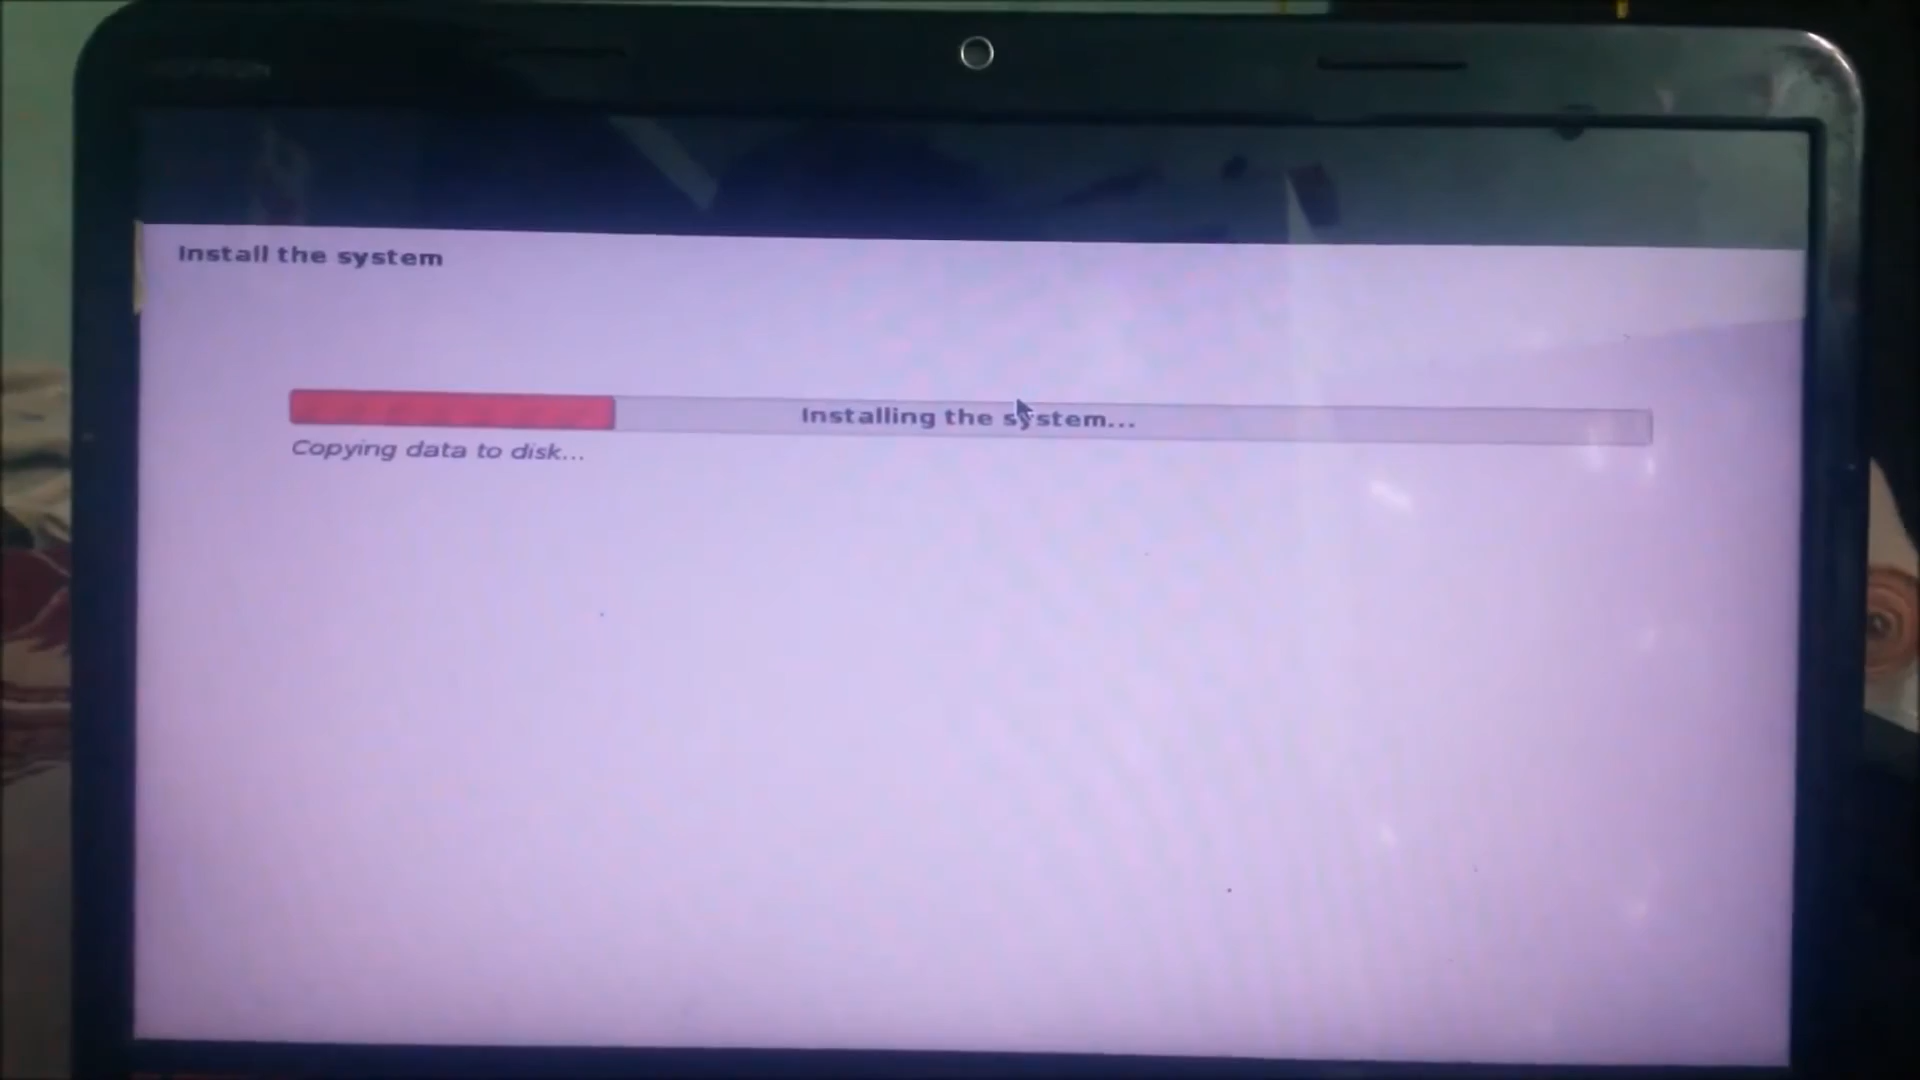 Install the system
Installing the system...
Copying data to disk...